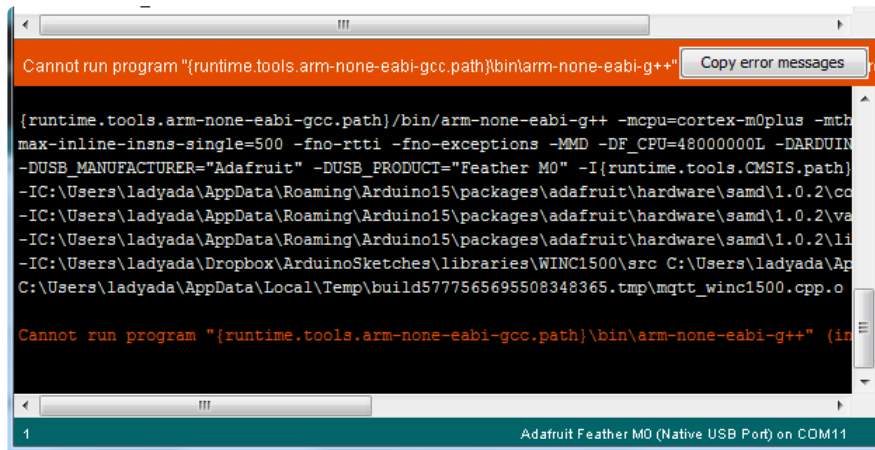 Cannot run program "{runtime.tools.arm-none-eabi-gcc.path}\bin\arm-none-eabi-g++"
Copy error messages
{runtime.tools.arm-none-eabi-gcc.path}/bin/arm-none-eabi-g++ -mcpu=cortex-m0plus -mth
max-inline-insns-single=500 -fno-rtti -fno-exceptions -MMD -DF_CPU=48000000L -DARDUIN
-DUSB_MANUFACTURER="Adafruit" -DUSB_PRODUCT="Feather M0" -I{runtime.tools.CMSIS.path}
-IC:\Users\ladyada\AppData\Roaming\Arduino15\packages\adafruit\hardware\samd\1.0.2\co
-IC:\Users\ladyada\AppData\Roaming\Arduino15\packages\adafruit\hardware\samd\1.0.2\va
-IC:\Users\ladyada\AppData\Roaming\Arduino15\packages\adafruit\hardware\samd\1.0.2\li
-IC:\Users\ladyada\Dropbox\ArduinoSketches\libraries\WINC1500\src C:\Users\ladyada\Ap
C:\Users\ladyada\AppData\Local\Temp\build5777565695508348365.tmp\mqtt_winc1500.cpp.o
Cannot run program "{runtime.tools.arm-none-eabi-gcc.path}\bin\arm-none-eabi-g++" (in
1
Adafruit Feather M0 (Native USB Port) on COM11